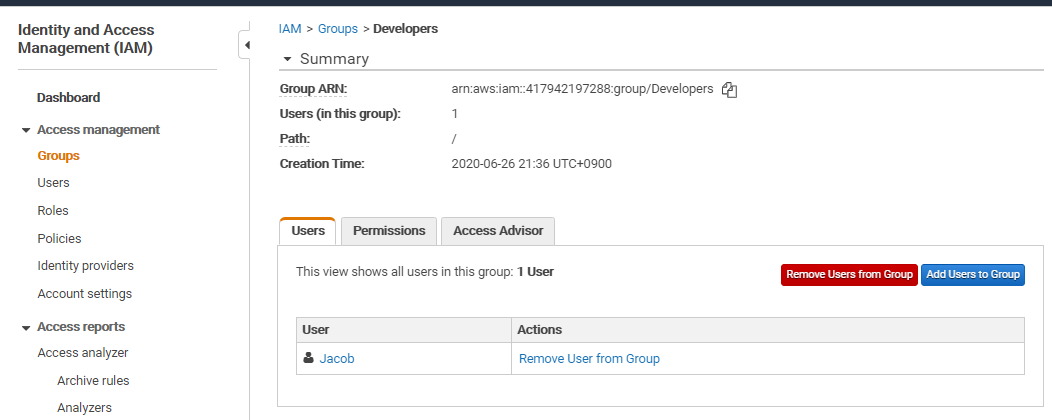 Identity and Access
Management (IAM)
Dashboard
Access management
Groups
Users
Roles
Policies
Identity providers
Account settings
Access reports
Access analyzer
Archive rules
Analyzers
IAM > Groups > Developers
Summary
Group ARN: arn:aws:iam::417942197288:group/Developers
Users (in this group): 1
Path: /
Creation Time: 2020-06-26 21:36 UTC+0900
Users Permissions Access Advisor
This view shows all users in this group: 1 User Remove Users from Group Add Users to Group
User Actions
Jacob Remove User from Group